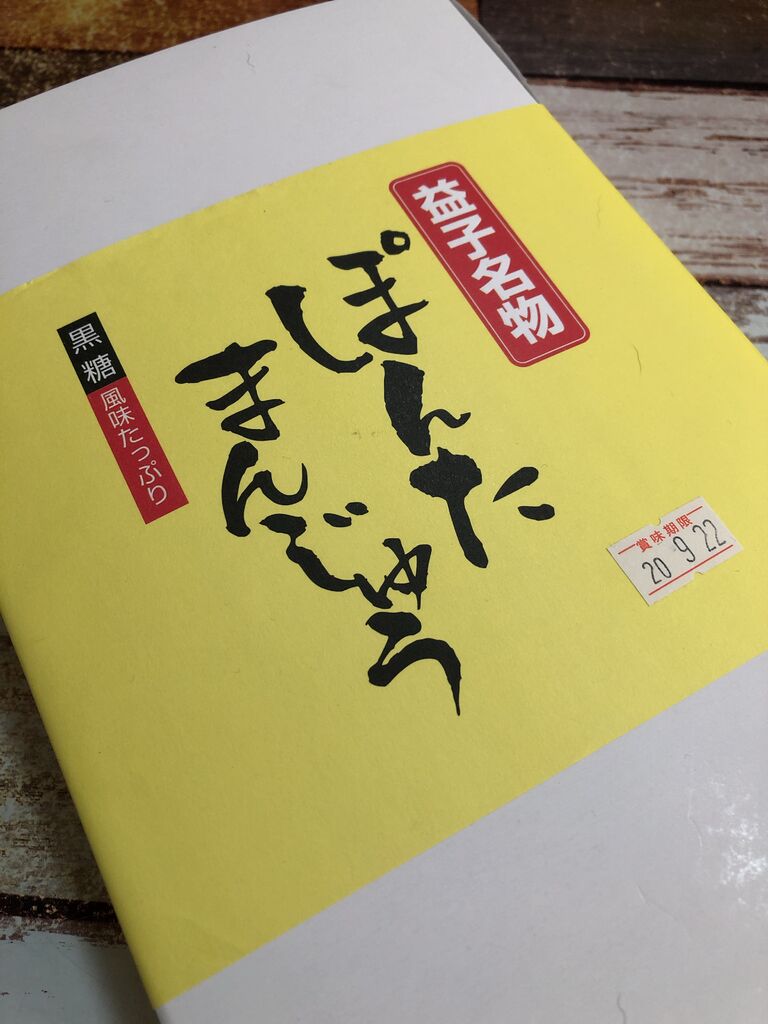 益子名物
ぽんた
まんじゅう
黒糖風味たっぷり
賞味期限
20 9 22